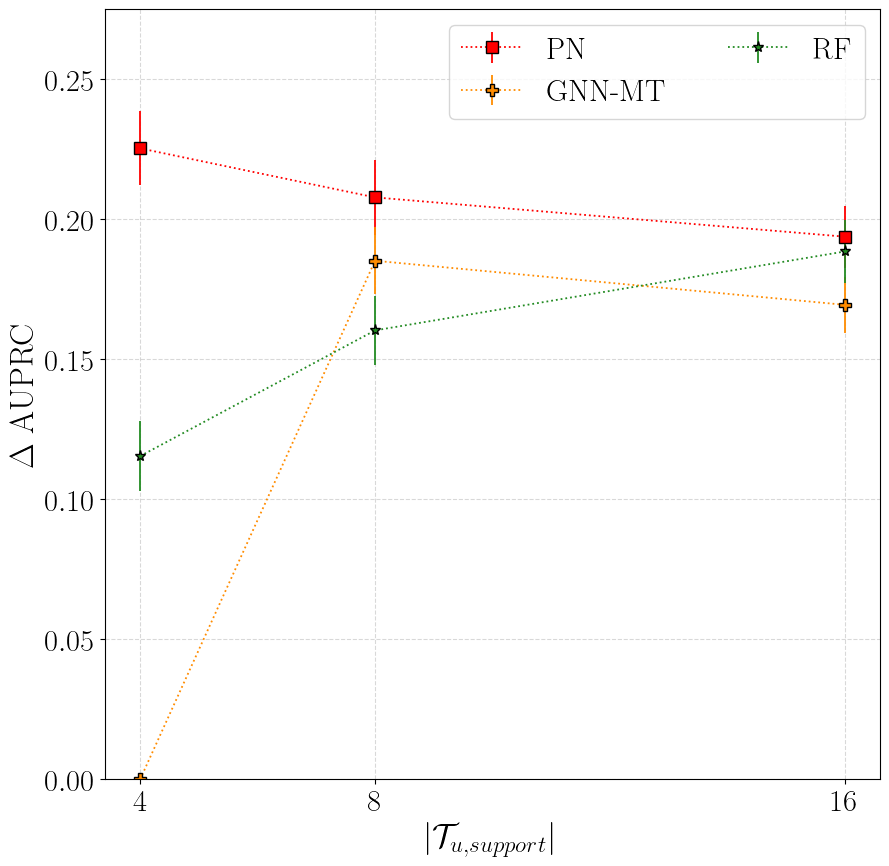 PN
RF
GNN-MT
0.25
0.20
0.15
0.10
0.05
0.00
Δ AUPRC
4
8
16
|𝒯u,support|